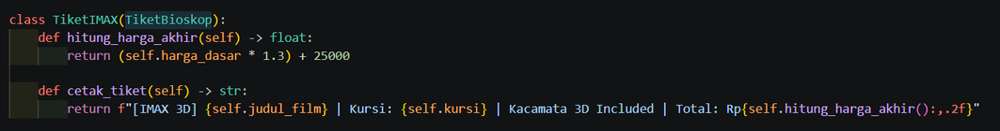 class TiketIMAX(TiketBioskop):
    def hitung_harga_akhir(self) -> float:
        return (self.harga_dasar * 1.3) + 25000

    def cetak_tiket(self) -> str:
        return f"[IMAX 3D] {self.judul_film} | Kursi: {self.kursi} | Kacamata 3D Included | Total: Rp{self.hitung_harga_akhir():,.2f}"